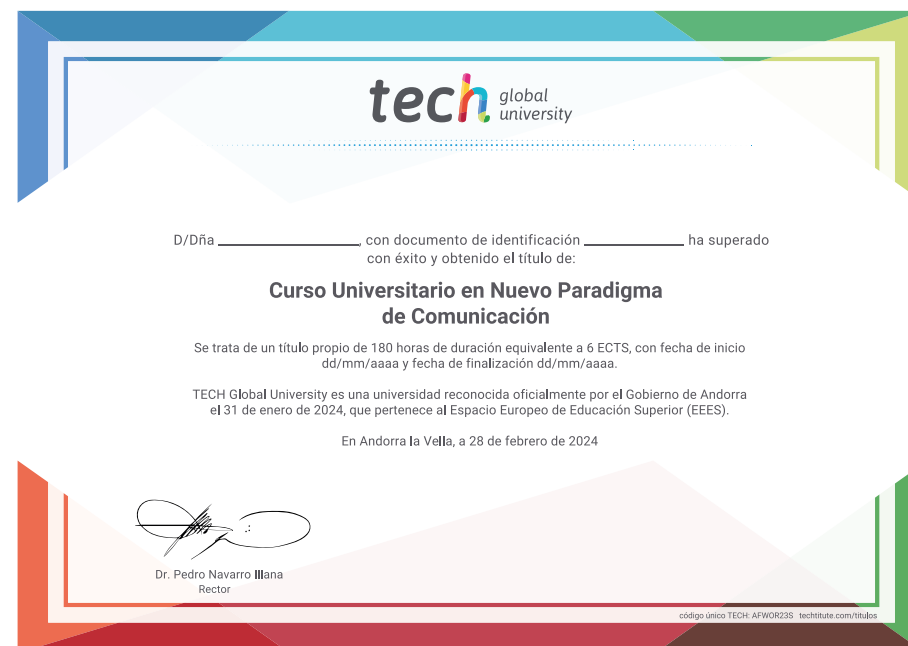 tech global
university
D/Dña ____________________, con documento de identificación ______________ ha superado
con éxito y obtenido el título de:
Curso Universitario en Nuevo Paradigma
de Comunicación
Se trata de un título propio de 180 horas de duración equivalente a 6 ECTS, con fecha de inicio
dd/mm/aaaa y fecha de finalización dd/mm/aaaa.
TECH Global University es una universidad reconocida oficialmente por el Gobierno de Andorra
el 31 de enero de 2024, que pertenece al Espacio Europeo de Educación Superior (EEES).
En Andorra la Vella, a 28 de febrero de 2024
Dr. Pedro Navarro Illana
Rector
código único TECH: AFWOR23S techtitute.com/titulos